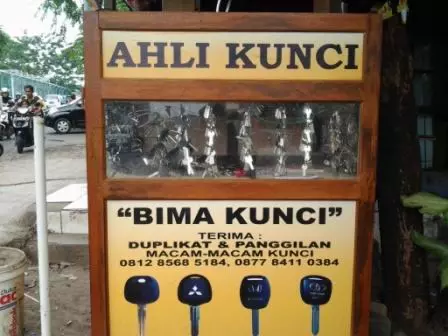 AHLI KUNCI
“BIMA KUNCI”
TERIMA :
DUPLIKAT & PANGGILAN
MACAM-MACAM KUNCI
0812 8568 5184, 0877 8411 0384